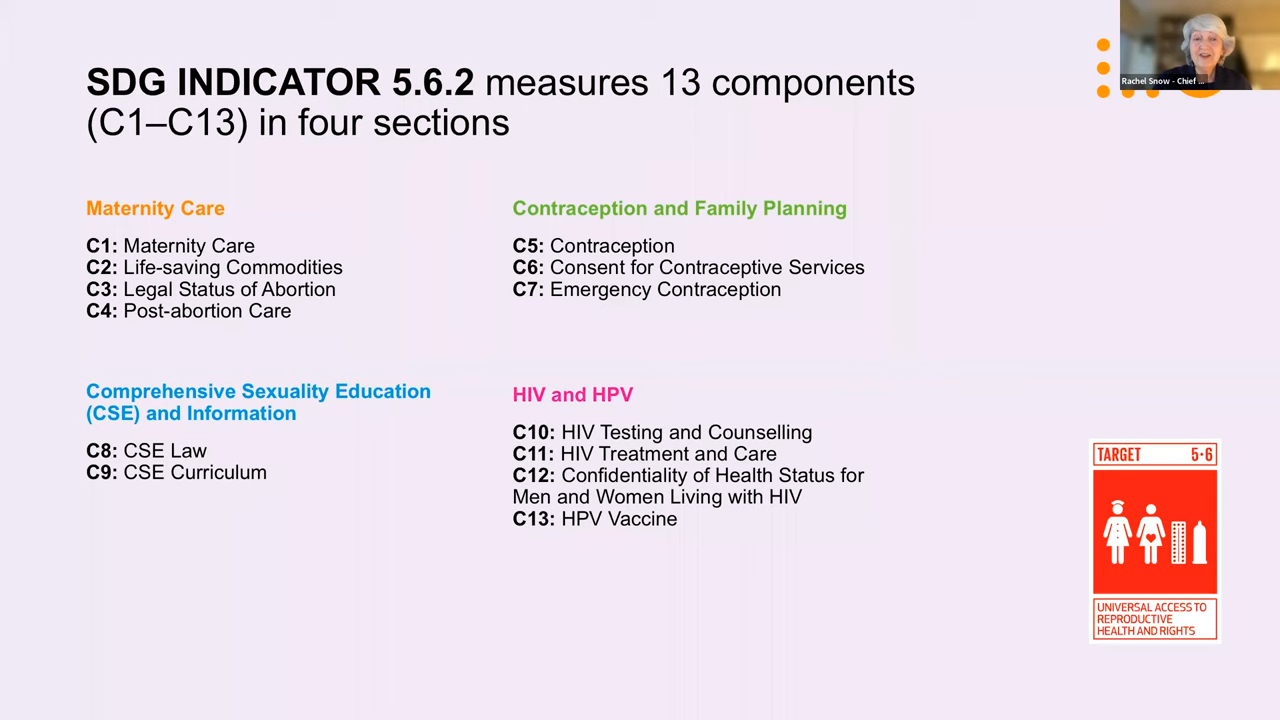 SDG INDICATOR 5.6.2 measures 13 components
(C1–C13) in four sections
Rachel Snow - Chief ...
Maternity Care
C1: Maternity Care
C2: Life-saving Commodities
C3: Legal Status of Abortion
C4: Post-abortion Care
Contraception and Family Planning
C5: Contraception
C6: Consent for Contraceptive Services
C7: Emergency Contraception
Comprehensive Sexuality Education
(CSE) and Information
C8: CSE Law
C9: CSE Curriculum
HIV and HPV
C10: HIV Testing and Counselling
C11: HIV Treatment and Care
C12: Confidentiality of Health Status for
Men and Women Living with HIV
C13: HPV Vaccine
TARGET 5·6
UNIVERSAL ACCESS TO
REPRODUCTIVE
HEALTH AND RIGHTS